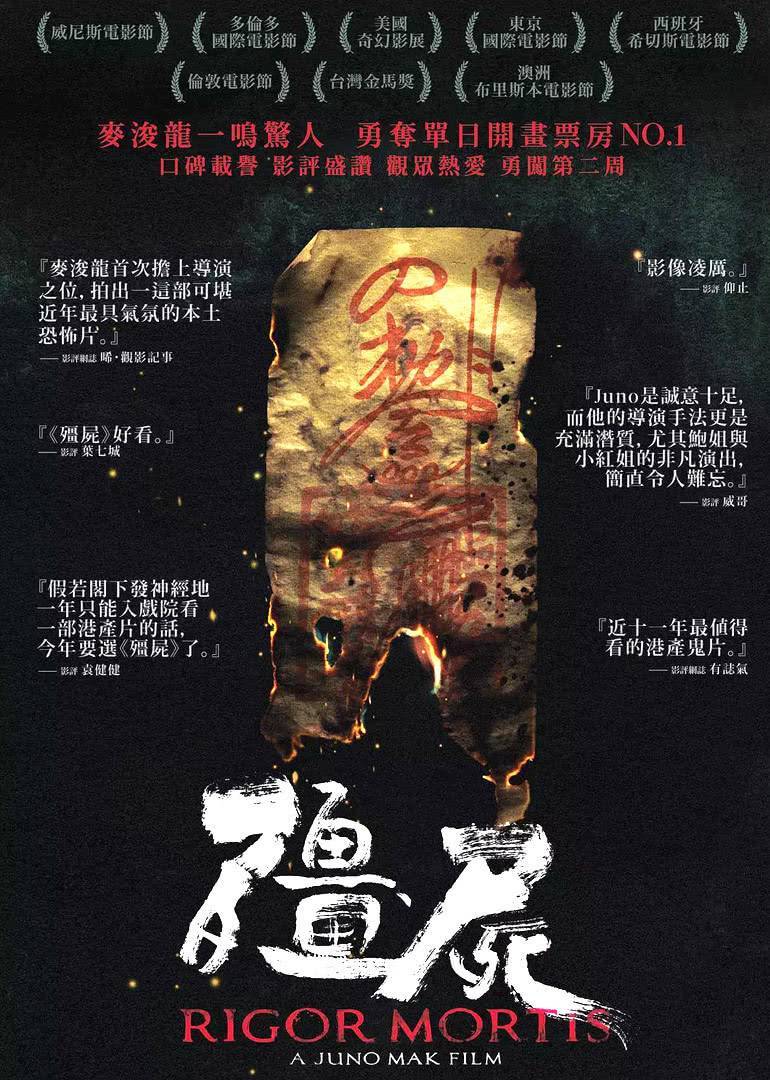 威尼斯電影節
多倫多
國際電影節
美國
奇幻影展
東京
國際電影節
西班牙
希切斯電影節
倫敦電影節
台灣金馬獎
澳洲
布里斯本電影節
麥浚龍一鳴驚人 勇奪單日開畫票房NO.1
口碑載譽 影評盛讚 觀眾熱愛 勇闖第二周
『麥浚龍首次擔上導演
之位,拍出一這部可堪
近年最具氣氛的本土
恐怖片。』
── 影評網誌 唏·觀影記事
『《殭屍》好看。』
── 影評 葉七城
『假若閣下發神經地
一年只能入戲院看
一部港產片的話,
今年要選《殭屍》了。』
── 影評 袁健健
『影像凌厲。』
── 影評 仰止
『Juno是誠意十足,
而他的導演手法更是
充滿潛質,尤其鮑姐與
小紅姐的非凡演出,
簡直令人難忘。』
── 影評 威哥
『近十一年最值得
看的港產鬼片。』
── 影評網誌 有誌氣
殭屍
RIGOR MORTIS
A JUNO MAK FILM